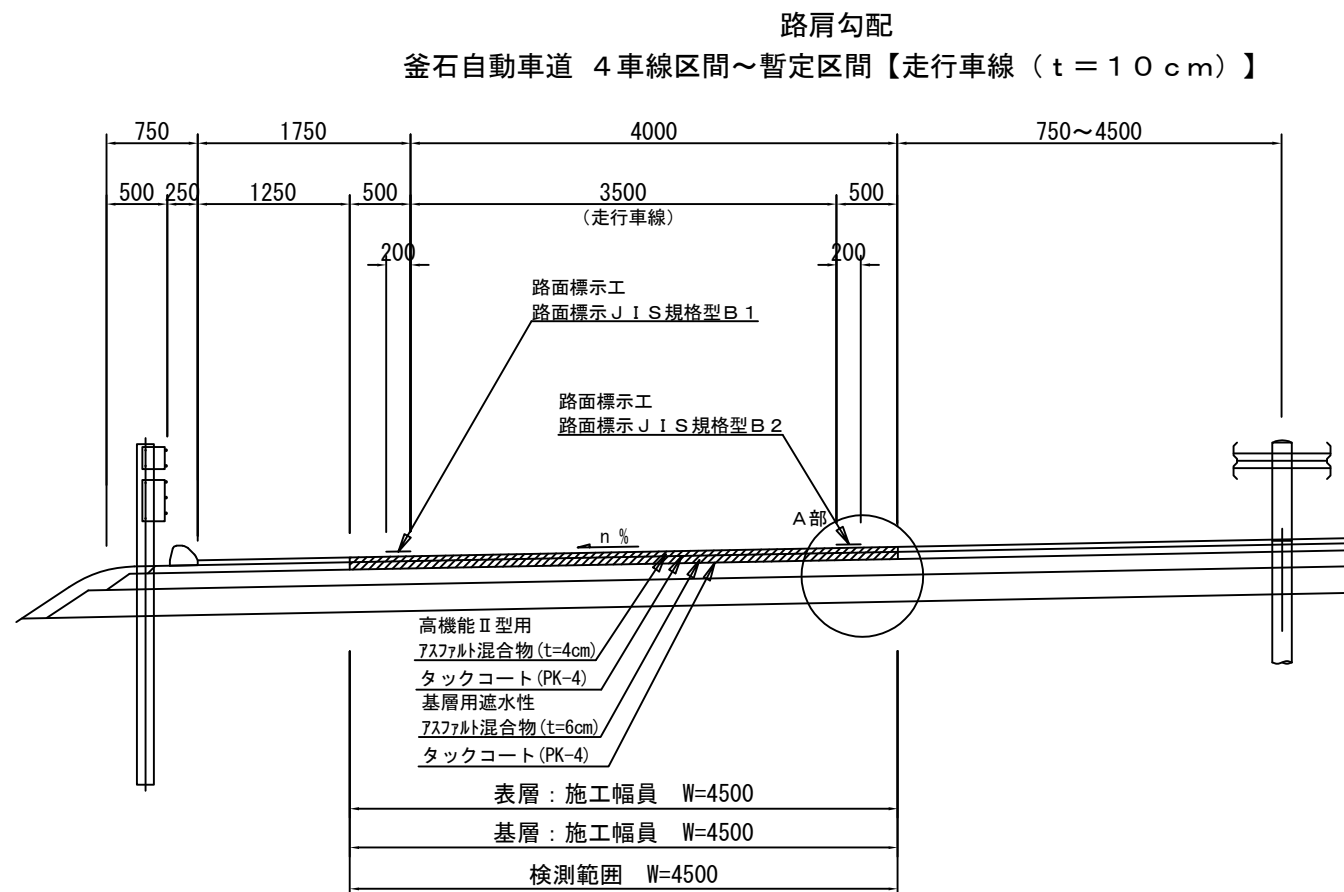 路肩勾配
釜石自動車道 4車線区間～暫定区間【走行車線（t＝10cm）】
750 1750 4000 750～4500
500 250 1250 500 3500 500
(走行車線)
200 200
路面標示工
路面標示JIS規格型B1
路面標示工
路面標示JIS規格型B2
A部
n %
高機能Ⅱ型用
ｱｽﾌｧﾙﾄ混合物(t=4cm)
タックコート(PK-4)
基層用遮水性
ｱｽﾌｧﾙﾄ混合物(t=6cm)
タックコート(PK-4)
表層：施工幅員 W=4500
基層：施工幅員 W=4500
検測範囲 W=4500